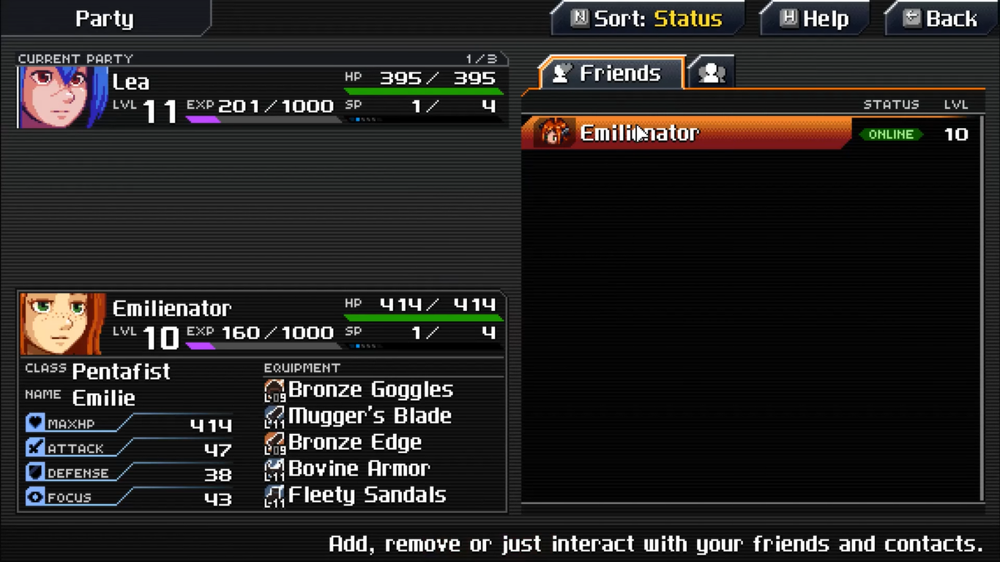 Party
N Sort: Status
H Help
Back
CURRENT PARTY 1/3
Lea
HP 395/ 395
LVL 11 EXP 201/1000
SP 1/ 4
Friends
STATUS LVL
Emilienator ONLINE 10
Emilienator
HP 414/ 414
LVL 10 EXP 160/1000
SP 1/ 4
CLASS Pentafist
NAME Emilie
MAXHP 414
ATTACK 47
DEFENSE 38
FOCUS 43
EQUIPMENT
L09 Bronze Goggles
L11 Mugger's Blade
L09 Bronze Edge
L11 Bovine Armor
L11 Fleety Sandals
Add, remove or just interact with your friends and contacts.